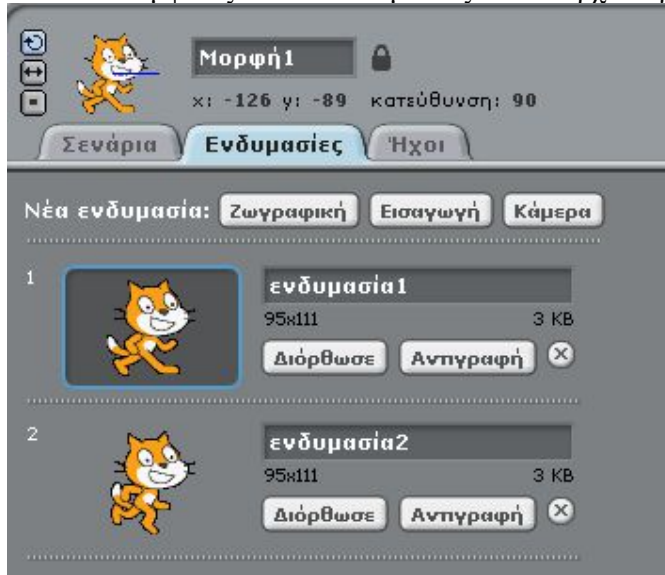 Μορφή1
x: -126 y: -89 κατεύθυνση: 90
Σενάρια Ενδυμασίες Ήχοι
Νέα ενδυμασία: Ζωγραφική Εισαγωγή Κάμερα
1
ενδυμασία1
95x111 3 KB
Διόρθωσε Αντιγραφή
2
ενδυμασία2
95x111 3 KB
Διόρθωσε Αντιγραφή